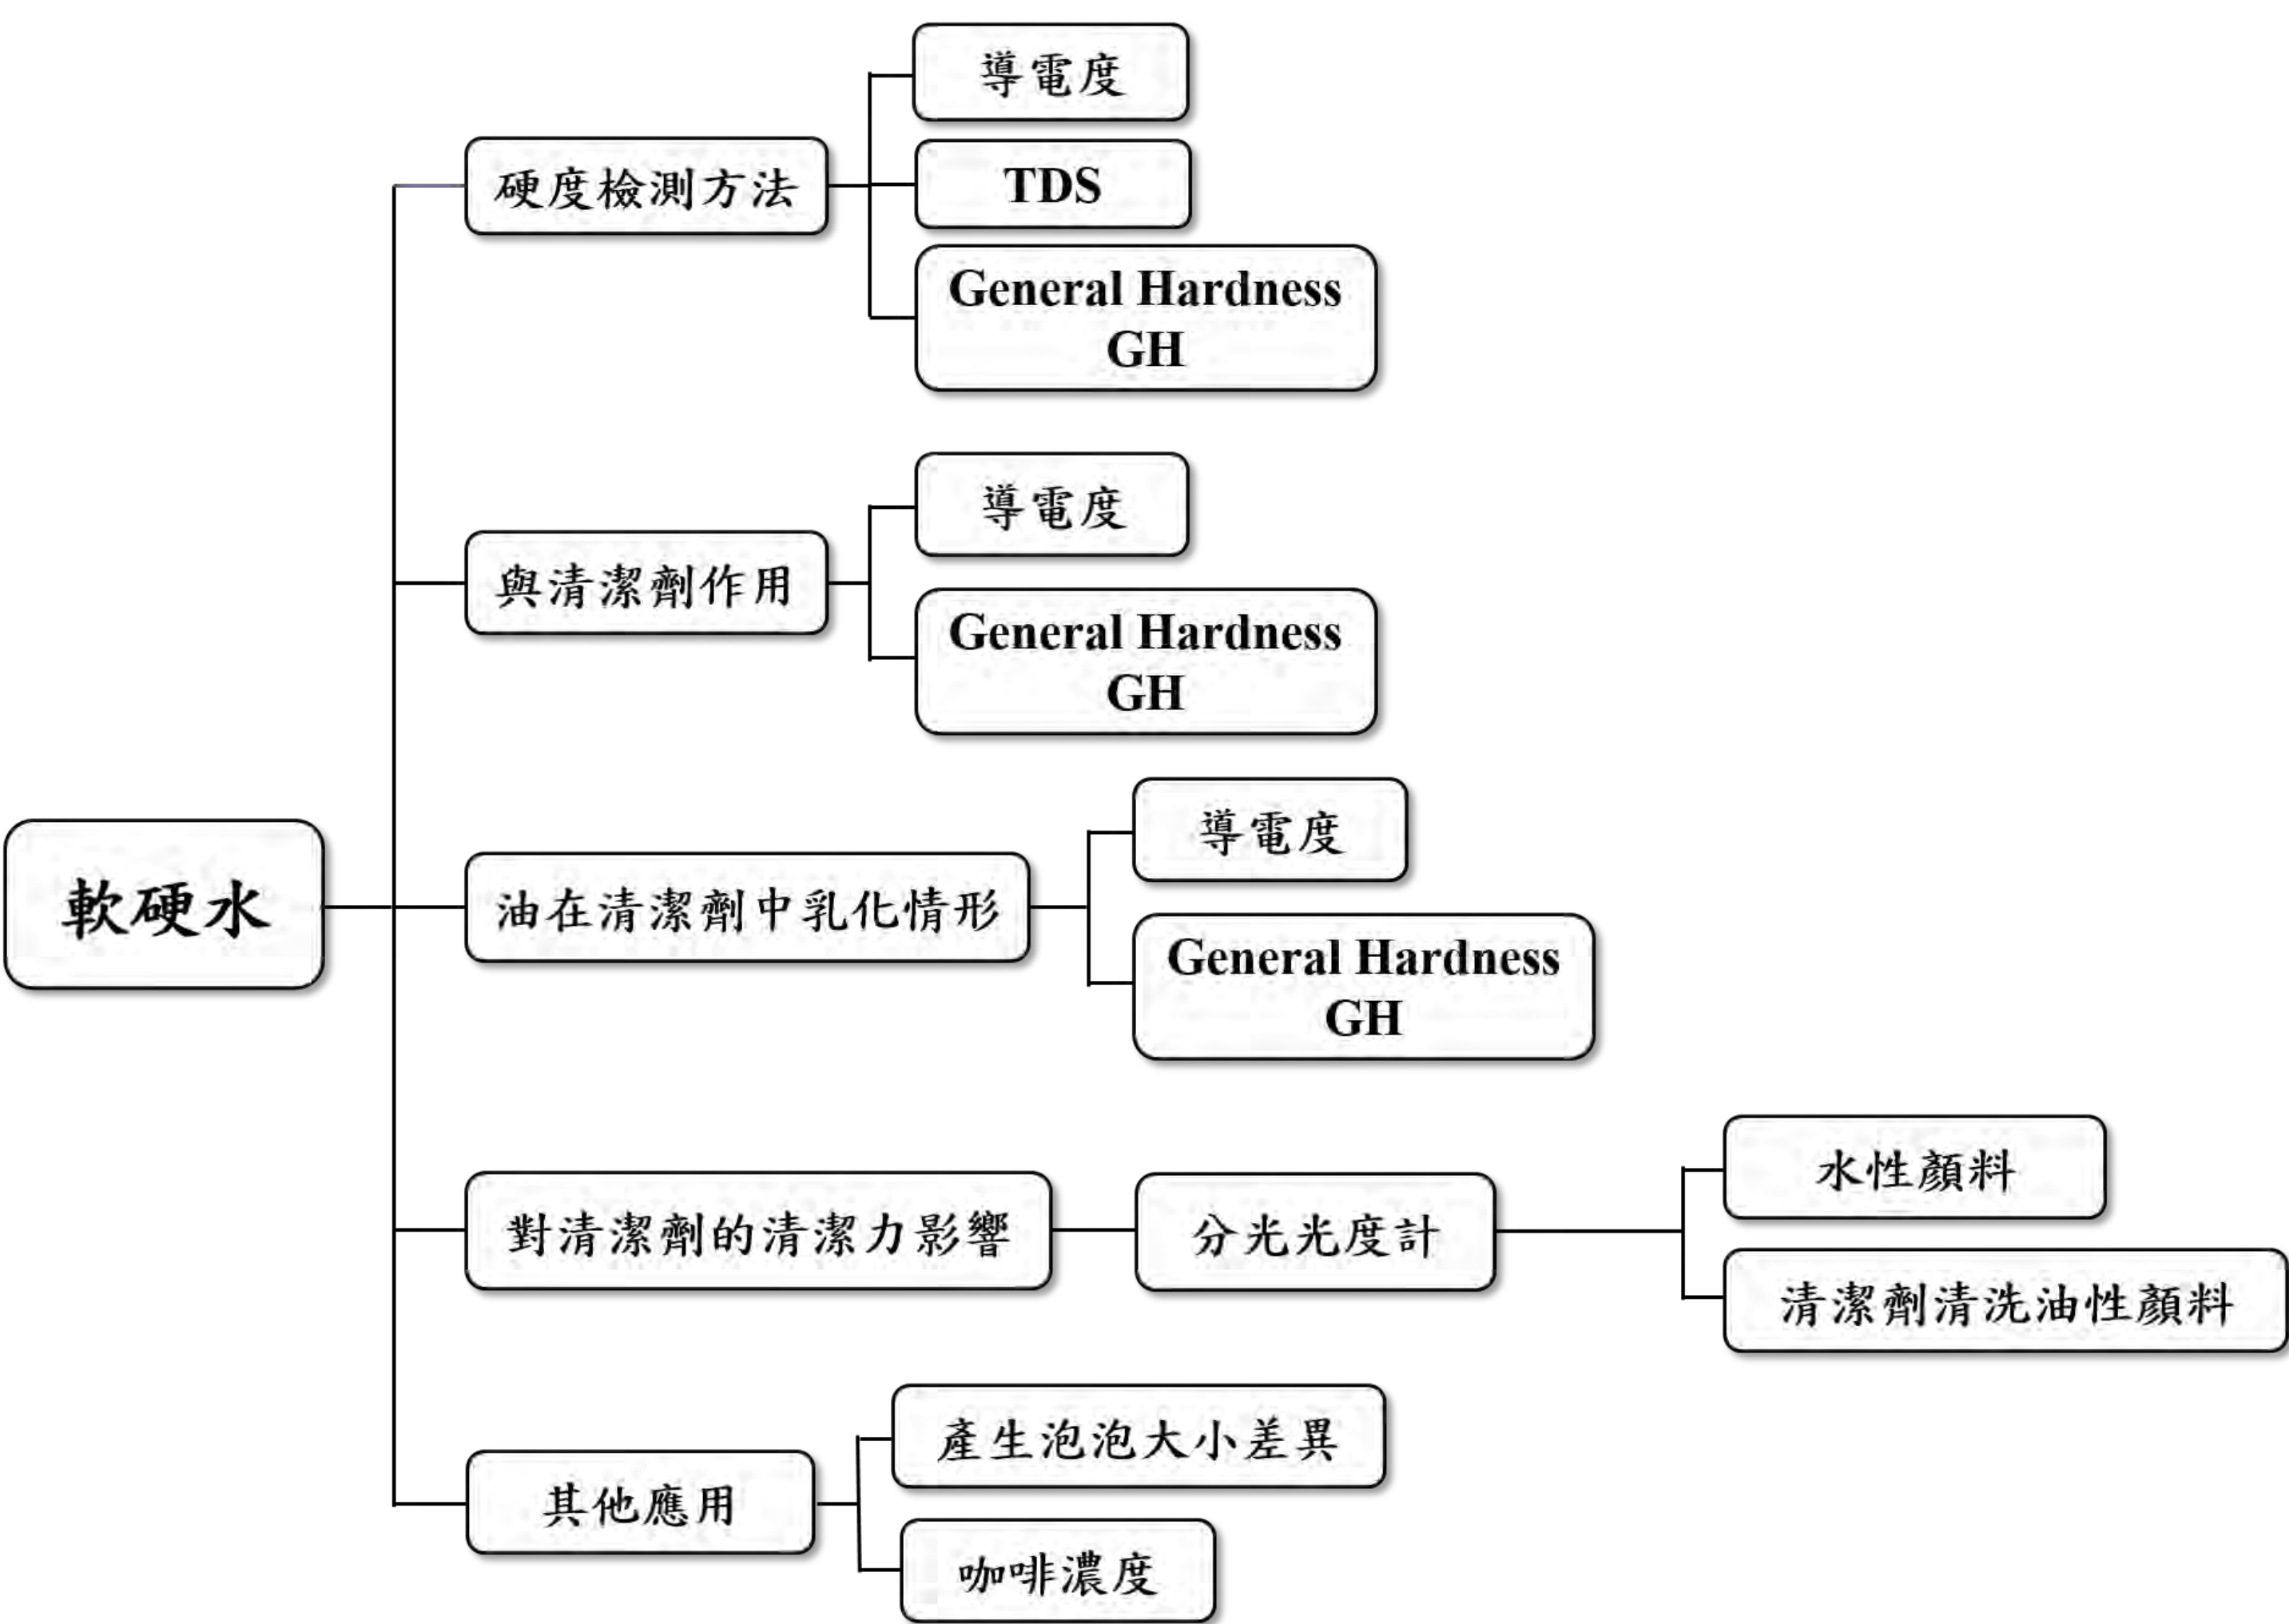 軟硬水
硬度檢測方法
導電度
TDS
General Hardness
GH
與清潔劑作用
導電度
General Hardness
GH
油在清潔劑中乳化情形
導電度
General Hardness
GH
對清潔劑的清潔力影響
分光光度計
水性顏料
清潔劑清洗油性顏料
其他應用
產生泡泡大小差異
咖啡濃度